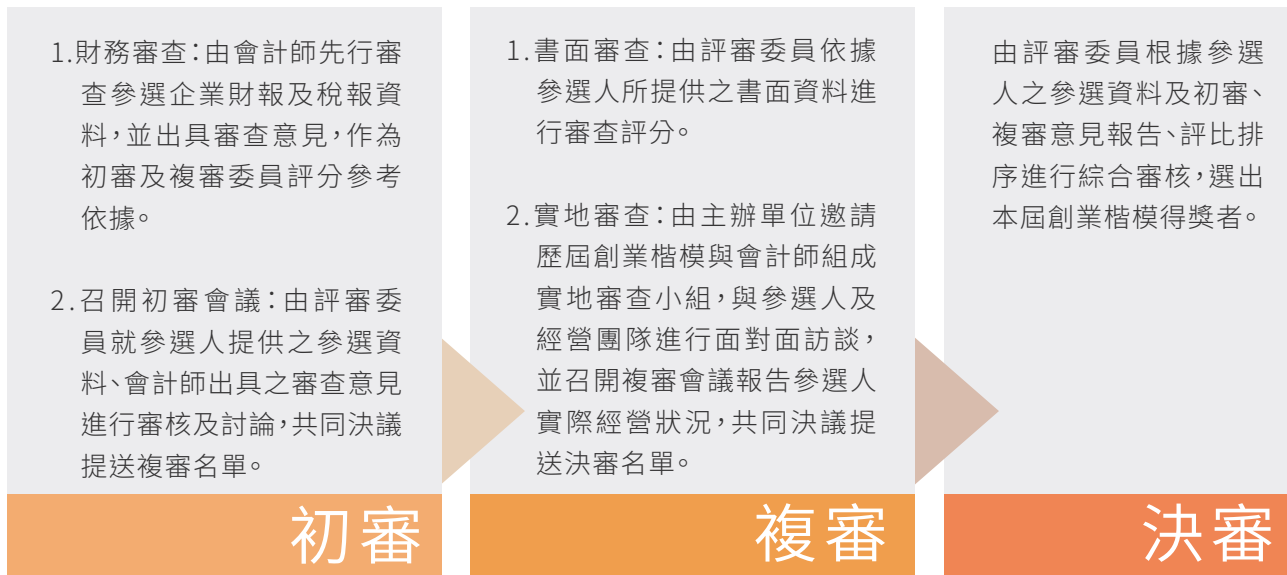 1.財務審查：由會計師先行審
查參選企業財報及稅報資
料，並出具審查意見，作為
初審及複審委員評分參考
依據。
2.召開初審會議：由評審委
員就參選人提供之參選資
料、會計師出具之審查意見
進行審核及討論，共同決議
提送複審名單。
初審
1.書面審查：由評審委員依據
參選人所提供之書面資料進
行審查評分。
2.實地審查：由主辦單位邀請
歷屆創業楷模與會計師組成
實地審查小組，與參選人及
經營團隊進行面對面訪談，
並召開複審會議報告參選人
實際經營狀況，共同決議提
送決審名單。
複審
由評審委員根據參選
人之參選資料及初審、
複審意見報告、評比排
序進行綜合審核，選出
本屆創業楷模得獎者。
決審